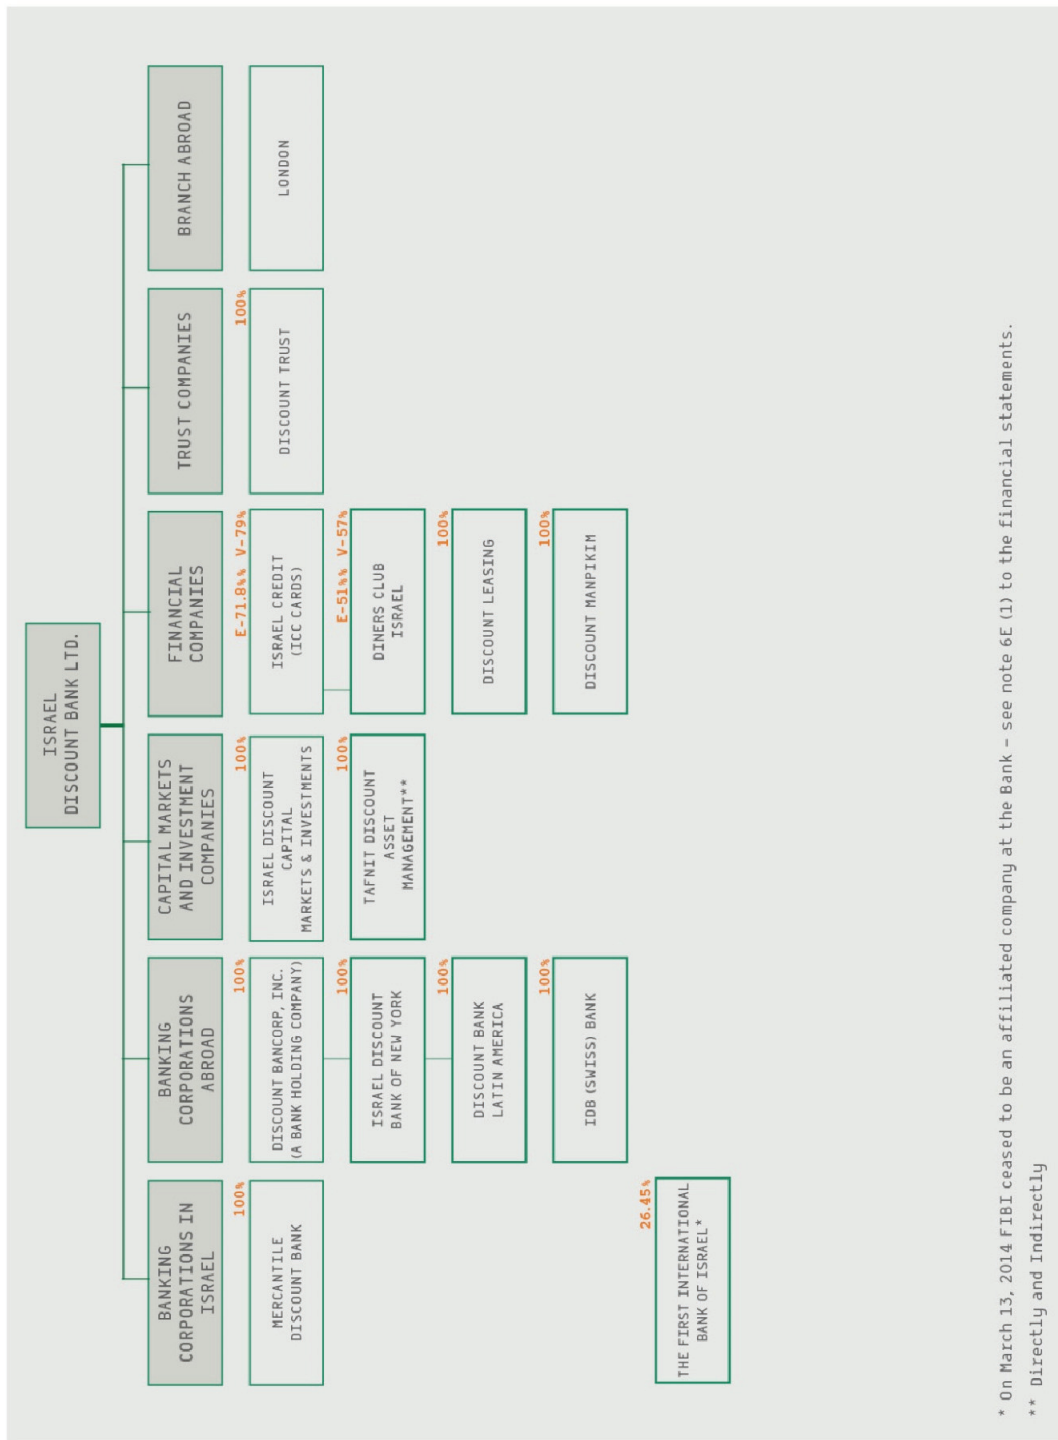 ISRAEL
DISCOUNT BANK LTD.
BANKING
CORPORATIONS IN
ISRAEL
100%
MERCANTILE
DISCOUNT BANK
26.45%
THE FIRST INTERNATIONAL
BANK OF ISRAEL*
BANKING
CORPORATIONS
ABROAD
100%
DISCOUNT BANCORP, INC.
(A BANK HOLDING COMPANY)
100%
ISRAEL DISCOUNT
BANK OF NEW YORK
100%
DISCOUNT BANK
LATIN AMERICA
100%
IDB (SWISS) BANK
CAPITAL MARKETS
AND INVESTMENT
COMPANIES
100%
ISRAEL DISCOUNT
CAPITAL
MARKETS & INVESTMENTS
100%
TAFNIT DISCOUNT
ASSET
MANAGEMENT**
FINANCIAL
COMPANIES
E-71.8%% V-79%
ISRAEL CREDIT
(ICC CARDS)
E-51%% V-57%
DINERS CLUB
ISRAEL
100%
DISCOUNT LEASING
100%
DISCOUNT MANPIKIM
TRUST COMPANIES
100%
DISCOUNT TRUST
BRANCH ABROAD
LONDON
* On March 13, 2014 FIBI ceased to be an affiliated company at the Bank – see note 6E (1) to the financial statements.
** Directly and Indirectly